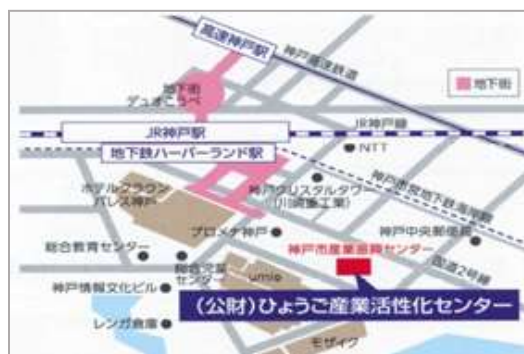 高速神戸駅
神戸高速鉄道
地下街
デュオこうべ
地下街
JR神戸線
JR神戸駅
NTT
地下鉄ハーバーランド駅
神戸市営地下鉄海岸線
ホテルクラウン
パレス神戸
神戸クリスタルタワー
(川崎重工業)
プロメナ神戸
神戸中央郵便局
総合教育センター
神戸市産業振興センター
国道2号線
総合児童
センター
umie
神戸情報文化ビル
(公財)ひょうご産業活性化センター
レンガ倉庫
モザイク